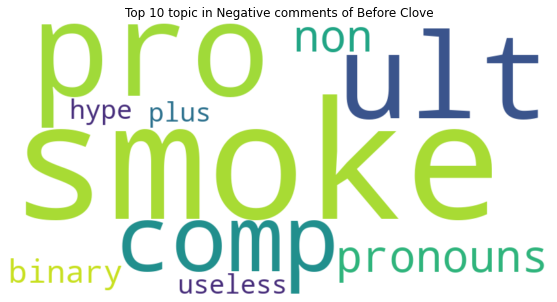 Top 10 topic in Negative comments of Before Clove
pro
non
ult
hype
plus
smoke
comp
pronouns
binary
useless